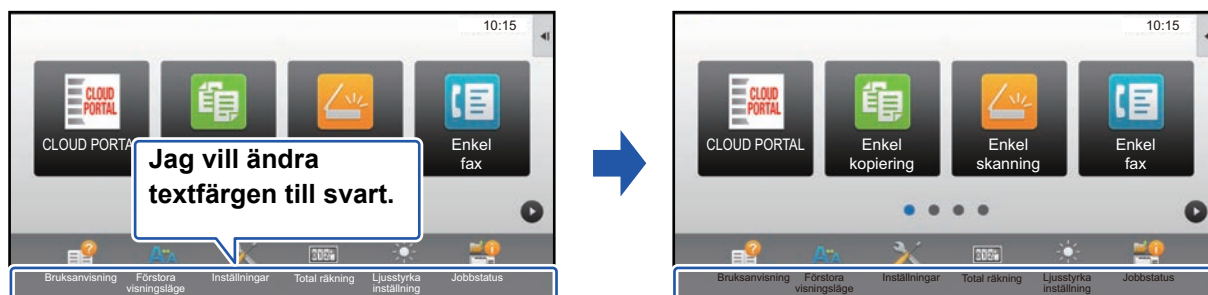 10:15
CLOUD
PORTAL
CLOUD PORTA
Enkel
fax
Jag vill ändra
textfärgen till svart.
Bruksanvisning
Förstora
visningsläge
Inställningar
Total räkning
Ljusstyrka
inställning
Jobbstatus
10:15
CLOUD
PORTAL
CLOUD PORTAL
Enkel
kopiering
Enkel
skanning
Enkel
fax
Bruksanvisning
Förstora
visningsläge
Inställningar
Total räkning
Ljusstyrka
inställning
Jobbstatus